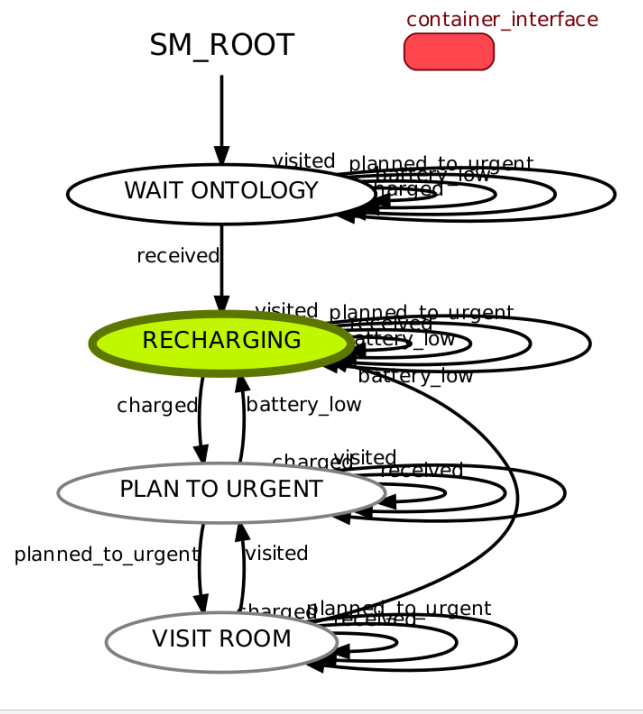 container_interface
SM_ROOT
visited
planned_to_urgent
battery_low
charged
WAIT ONTOLOGY
received
visited
planned_to_urgent
received
battery_low
RECHARGING
battery_low
charged
battery_low
charged
visited
received
PLAN TO URGENT
planned_to_urgent
visited
charged
planned_to_urgent
received
VISIT ROOM